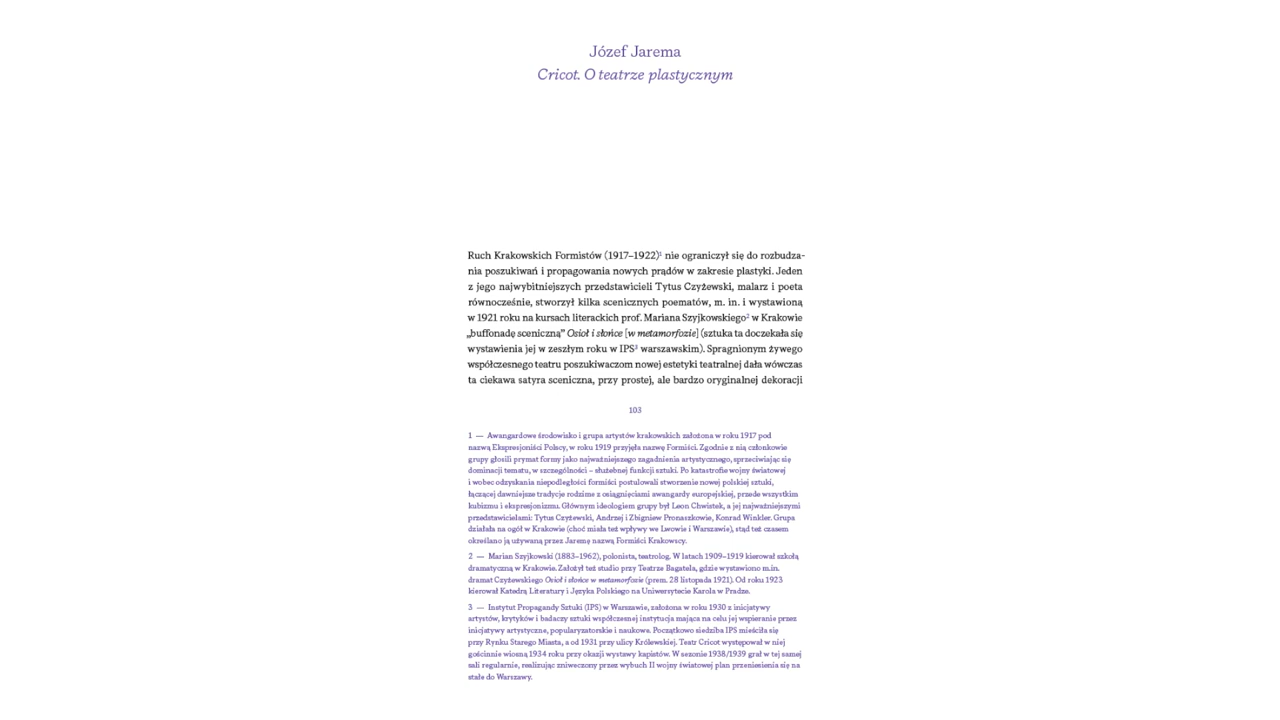 Józef Jarema
Cricot. O teatrze plastycznym
Ruch Krakowskich Formistów (1917–1922)¹ nie ograniczył się do rozbudza-
nia poszukiwań i propagowania nowych prądów w zakresie plastyki. Jeden
z jego najwybitniejszych przedstawicieli Tytus Czyżewski, malarz i poeta
równocześnie, stworzył kilka scenicznych poematów, m. in. i wystawioną
w 1921 roku na kursach literackich prof. Mariana Szyjkowskiego² w Krakowie
„buffonadę sceniczną” Osioł i słońce [w metamorfozie] (sztuka ta doczekała się
wystawienia jej w zeszłym roku w IPS³ warszawskim). Spragnionym żywego
współczesnego teatru poszukiwaczom nowej estetyki teatralnej dała wówczas
ta ciekawa satyra sceniczna, przy prostej, ale bardzo oryginalnej dekoracji
103
1 — Awangardowe środowisko i grupa artystów krakowskich założona w roku 1917 pod
nazwą Ekspresjoniści Polscy, w roku 1919 przyjęła nazwę Formiści. Zgodnie z nią członkowie
grupy głosili prymat formy jako najważniejszego zagadnienia artystycznego, sprzeciwiając się
dominacji tematu, w szczególności – służebnej funkcji sztuki. Po katastrofie wojny światowej
i wobec odzyskania niepodległości formiści postulowali stworzenie nowej polskiej sztuki,
łączącej dawniejsze tradycje rodzime z osiągnięciami awangardy europejskiej, przede wszystkim
kubizmu i ekspresjonizmu. Głównym ideologiem grupy był Leon Chwistek, a jej najważniejszymi
przedstawicielami: Tytus Czyżewski, Andrzej i Zbigniew Pronaszkowie, Konrad Winkler. Grupa
działała na ogół w Krakowie (choć miała też wpływy we Lwowie i Warszawie), stąd też czasem
określano ją używaną przez Jaremę nazwą Formiści Krakowscy.
2 — Marian Szyjkowski (1883–1962), polonista, teatrolog. W latach 1909–1919 kierował szkołą
dramatyczną w Krakowie. Założył też studio przy Teatrze Bagatela, gdzie wystawiono m.in.
dramat Czyżewskiego Osioł i słońce w metamorfozie (prem. 28 listopada 1921). Od roku 1923
kierował Katedrą Literatury i Języka Polskiego na Uniwersytecie Karola w Pradze.
3 — Instytut Propagandy Sztuki (IPS) w Warszawie, założona w roku 1930 z inicjatywy
artystów, krytyków i badaczy sztuki współczesnej instytucja mająca na celu jej wspieranie przez
inicjatywy artystyczne, popularyzatorskie i naukowe. Początkowo siedziba IPS mieściła się
przy Rynku Starego Miasta, a od 1931 przy ulicy Królewskiej. Teatr Cricot występował w niej
gościnnie wiosną 1934 roku przy okazji wystawy kapistów. W sezonie 1938/1939 grał w tej samej
sali regularnie, realizując zniweczony przez wybuch II wojny światowej plan przeniesienia się na
stałe do Warszawy.